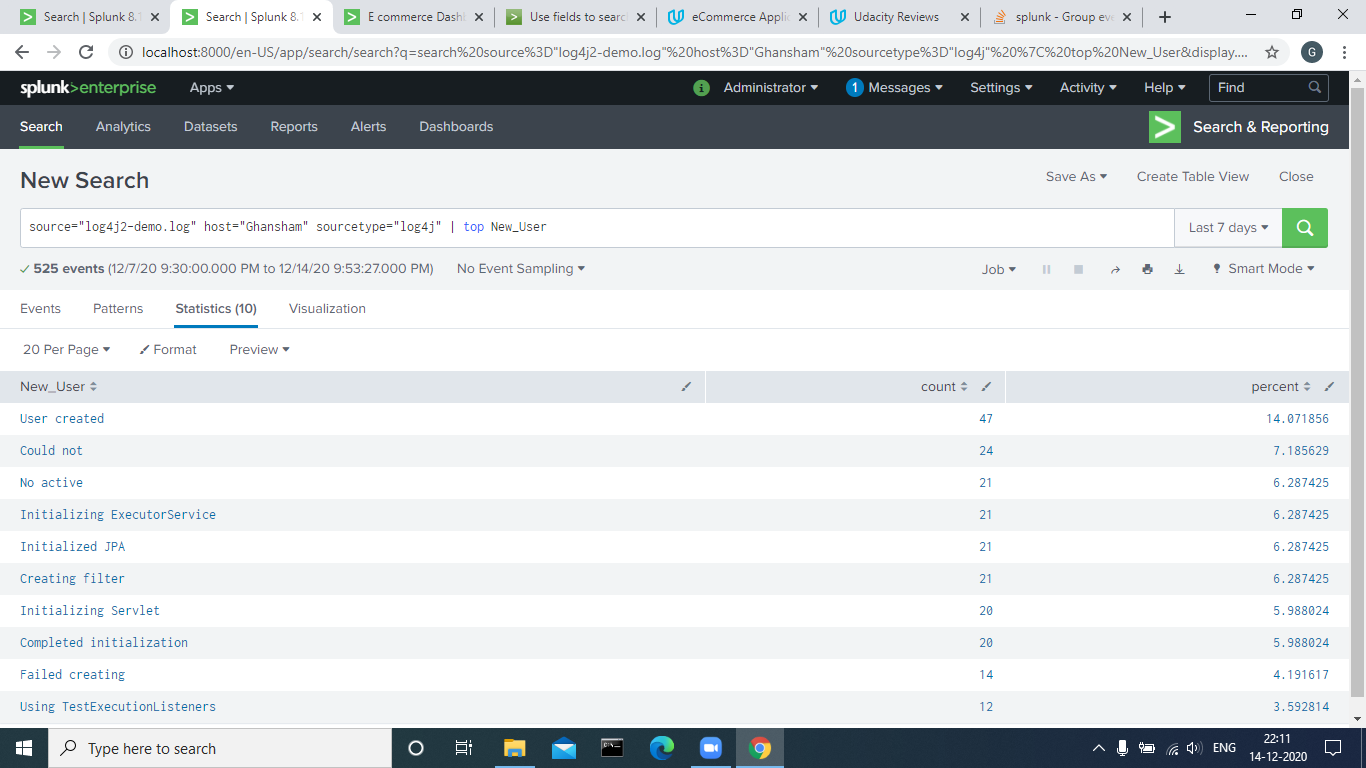 Search | Splunk 8.1
Search | Splunk 8.1
E commerce Dashb
Use fields to search
eCommerce Applic
Udacity Reviews
splunk - Group eve
localhost:8000/en-US/app/search/search?q=search%20source%3D"log4j2-demo.log"%20host%3D"Ghansham"%20sourcetype%3D"log4j"%20%7C%20top%20New_User&display....
G
splunk>enterprise Apps
i Administrator 1 Messages Settings Activity Help Find
Search Analytics Datasets Reports Alerts Dashboards
Search & Reporting
New Search
Save As Create Table View Close
source="log4j2-demo.log" host="Ghansham" sourcetype="log4j" | top New_User
Last 7 days
525 events (12/7/20 9:30:00.000 PM to 12/14/20 9:53:27.000 PM) No Event Sampling
Job Smart Mode
Events Patterns Statistics (10) Visualization
20 Per Page Format Preview
New_User count percent
User created 47 14.071856
Could not 24 7.185629
No active 21 6.287425
Initializing ExecutorService 21 6.287425
Initialized JPA 21 6.287425
Creating filter 21 6.287425
Initializing Servlet 20 5.988024
Completed initialization 20 5.988024
Failed creating 14 4.191617
Using TestExecutionListeners 12 3.592814
Type here to search
ENG
22:11
14-12-2020